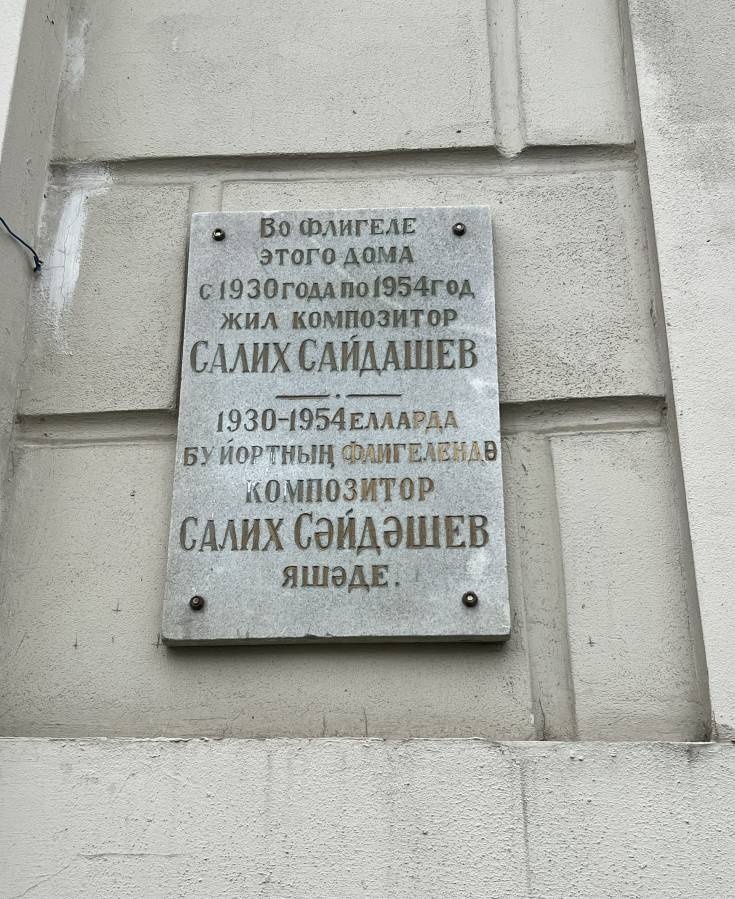 Во флигеле
этого дома
с 1930 года по 1954 год
жил композитор
Салих Сайдашев
1930-1954 елларда
бу йортның флигелендә
композитор
Салих Сәйдәшев
яшәде.